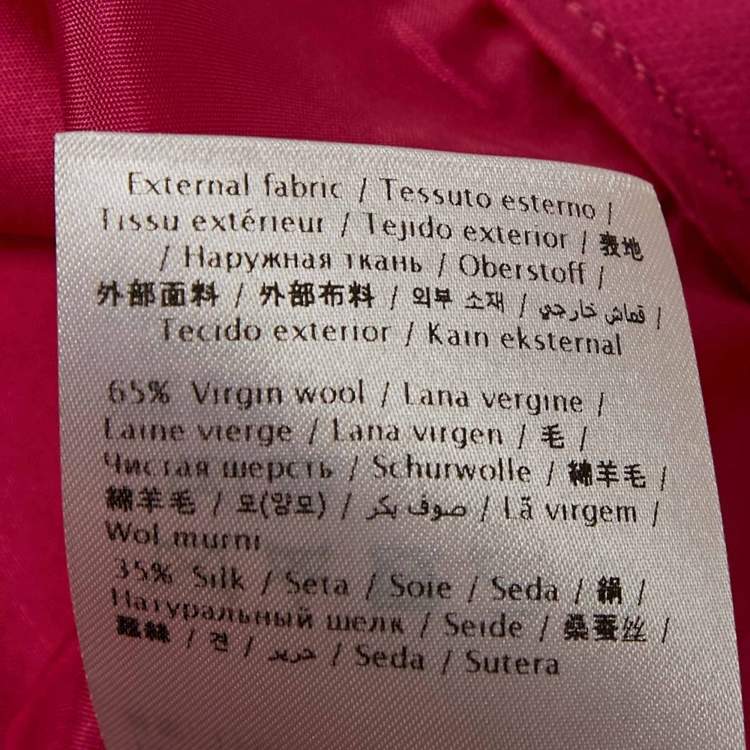 External fabric / Tessuto esterno /
Tissu extérieur / Tejido exterior / 表地
/ Наружная ткань / Oberstoff /
外部面料 / 外部布料 / 외부 소재 / قماش خارجي /
Tecido exterior / Kain eksternal
65% Virgin wool / Lana vergine /
Laine vierge / Lana virgen / 毛 /
Чистая шерсть / Schurwolle / 綿羊毛 /
綿羊毛 / 모(양모) / صوف بكر / Lã virgem /
Wol murni
35% Silk / Seta / Soie / Seda / 絹 /
Натуральный шелк / Seide / 桑蚕丝 /
蠶絲 / 견 / حرير / Seda / Sutera